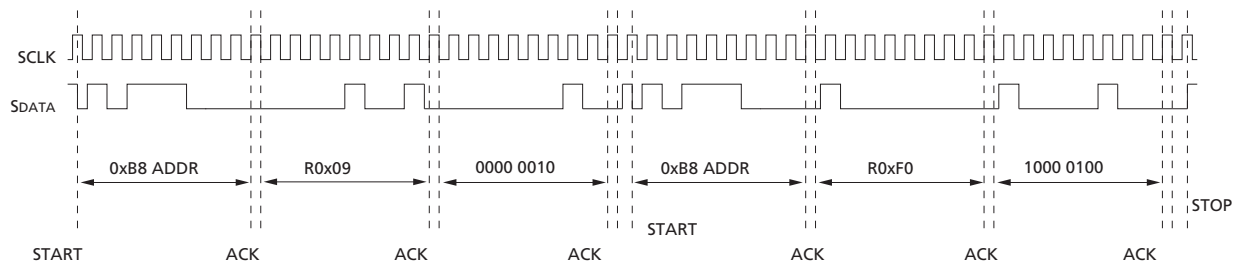 SCLK
SDATA
0xB8 ADDR R0x09 0000 0010 0xB8 ADDR R0xF0 1000 0100
STOP
START
START ACK ACK ACK ACK ACK ACK